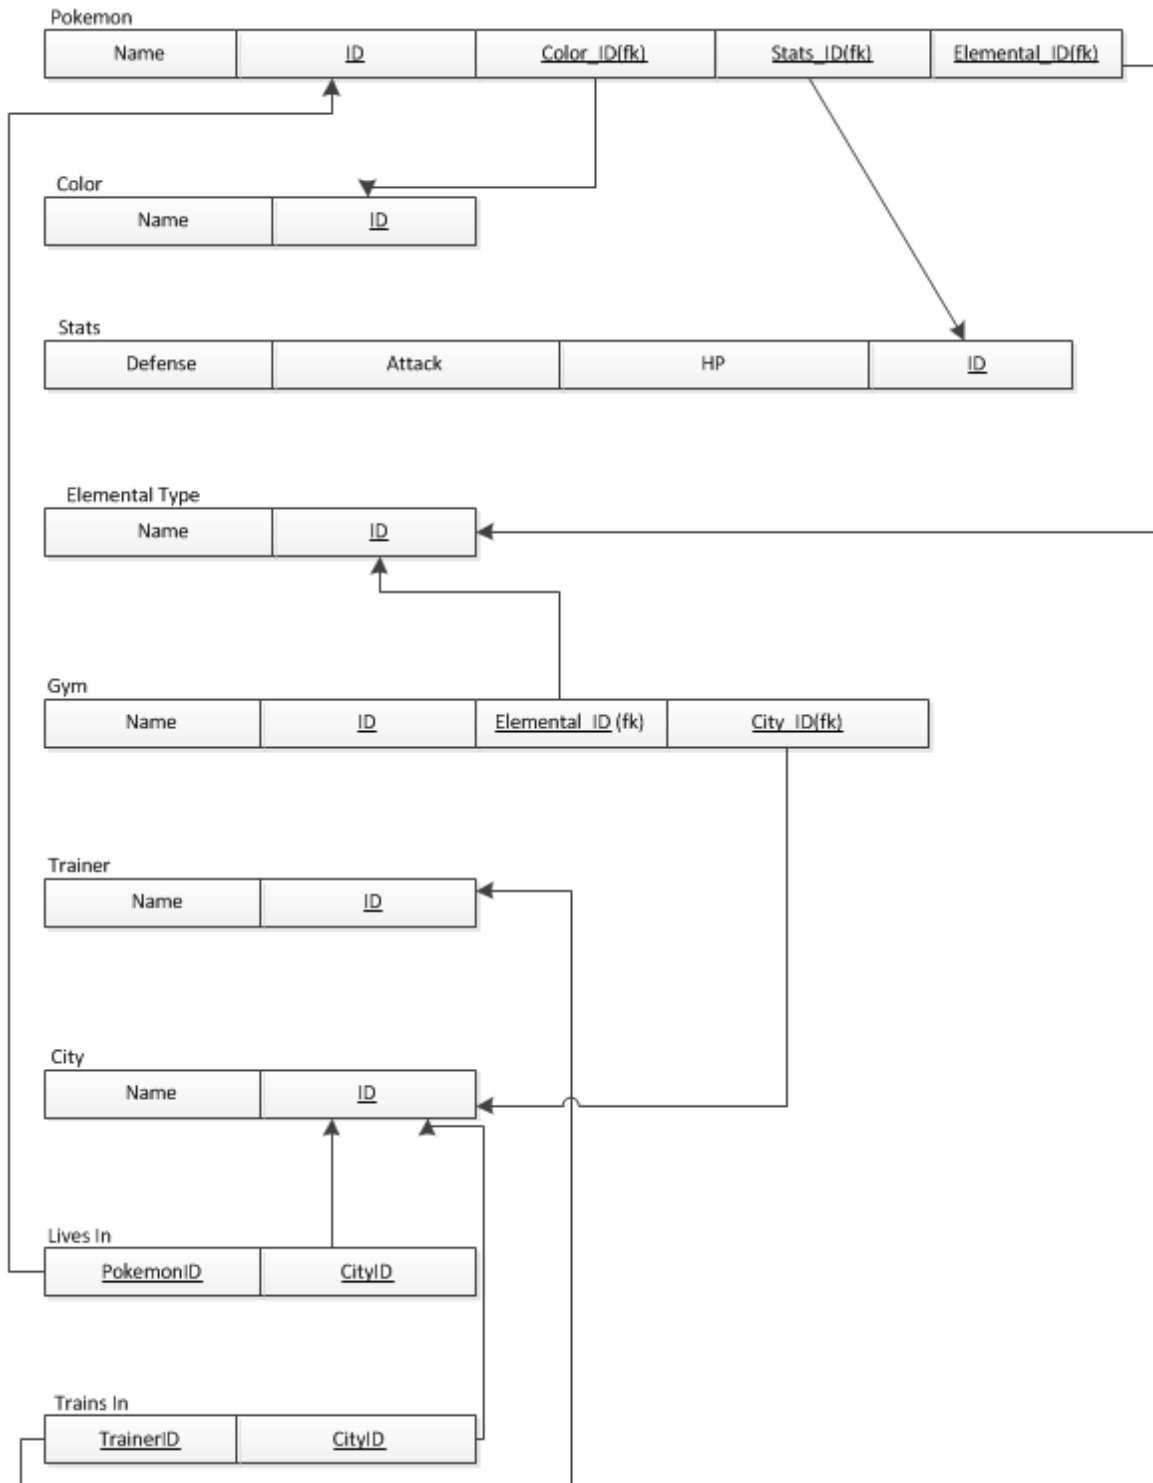 Pokemon
Name ID Color_ID(fk) Stats_ID(fk) Elemental_ID(fk)
Color
Name ID
Stats
Defense Attack HP ID
Elemental Type
Name ID
Gym
Name ID Elemental_ID (fk) City_ID(fk)
Trainer
Name ID
City
Name ID
Lives In
PokemonID CityID
Trains In
TrainerID CityID